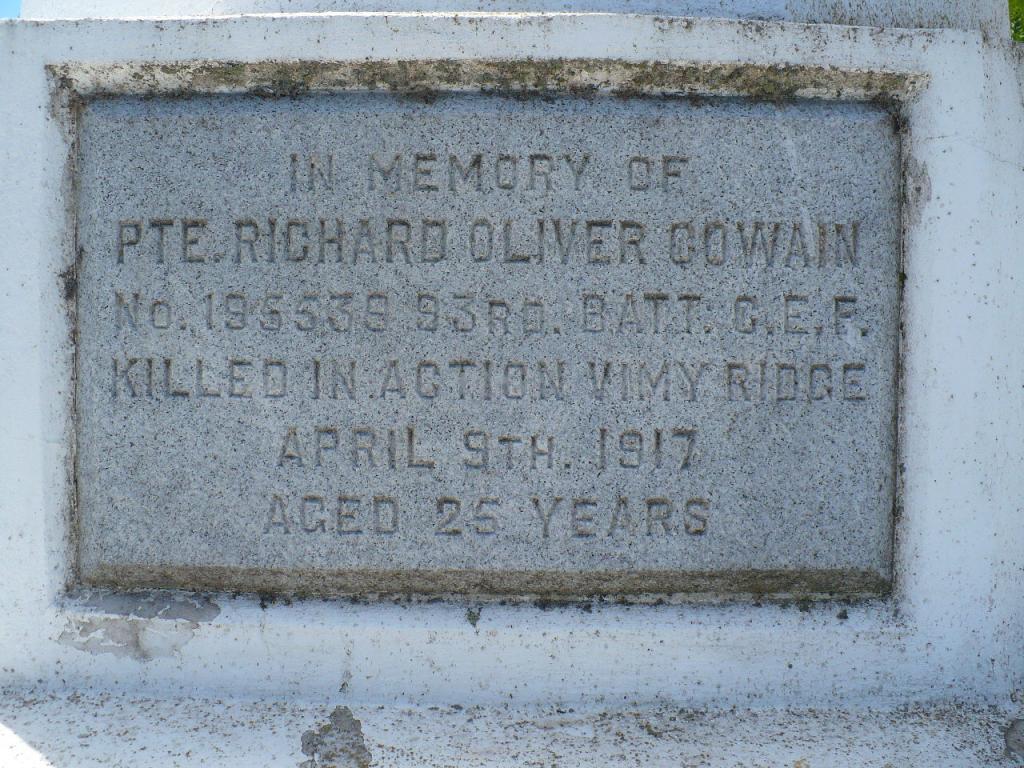 IN MEMORY OF
PTE. RICHARD OLIVER GOWAIN
No. 195539 93RD. BATT. C.E.F.
KILLED IN ACTION VIMY RIDGE
APRIL 9TH. 1917
AGED 25 YEARS